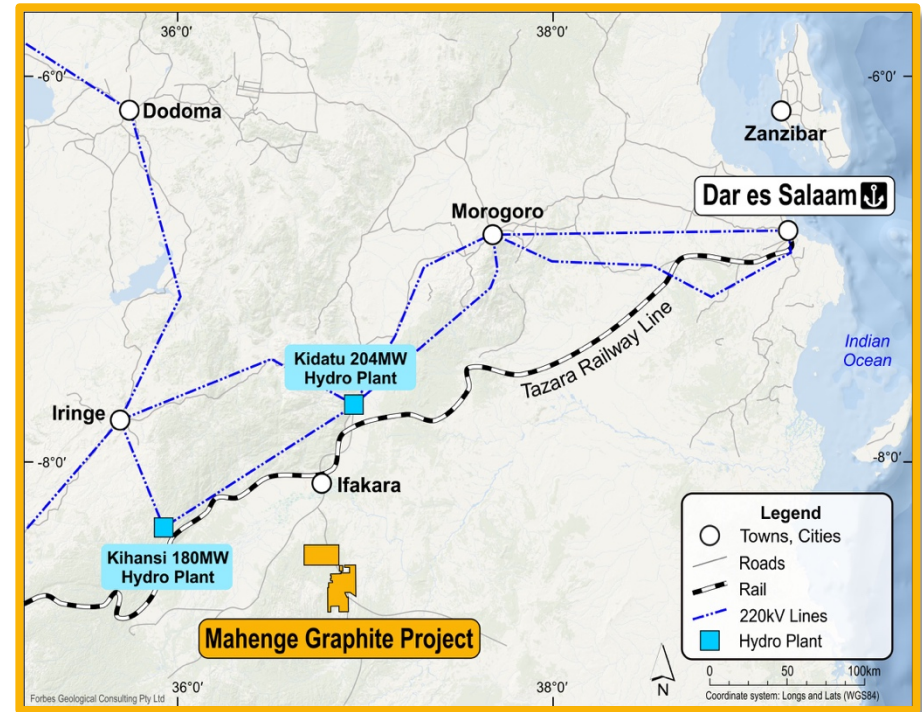 36°0'
38°0'
-6°0'
-6°0'
Dodoma
Zanzibar
Dar es Salaam
Morogoro
Tazara Railway Line
Indian
Ocean
Kidatu 204MW
Hydro Plant
Iringe
-8°0'
-8°0'
Ifakara
Kihansi 180MW
Hydro Plant
Mahenge Graphite Project
Legend
Towns, Cities
Roads
Rail
220kV Lines
Hydro Plant
N
0 50 100km
Coordinate system: Longs and Lats (WGS84)
Forbes Geological Consulting Pty Ltd
36°0'
38°0'